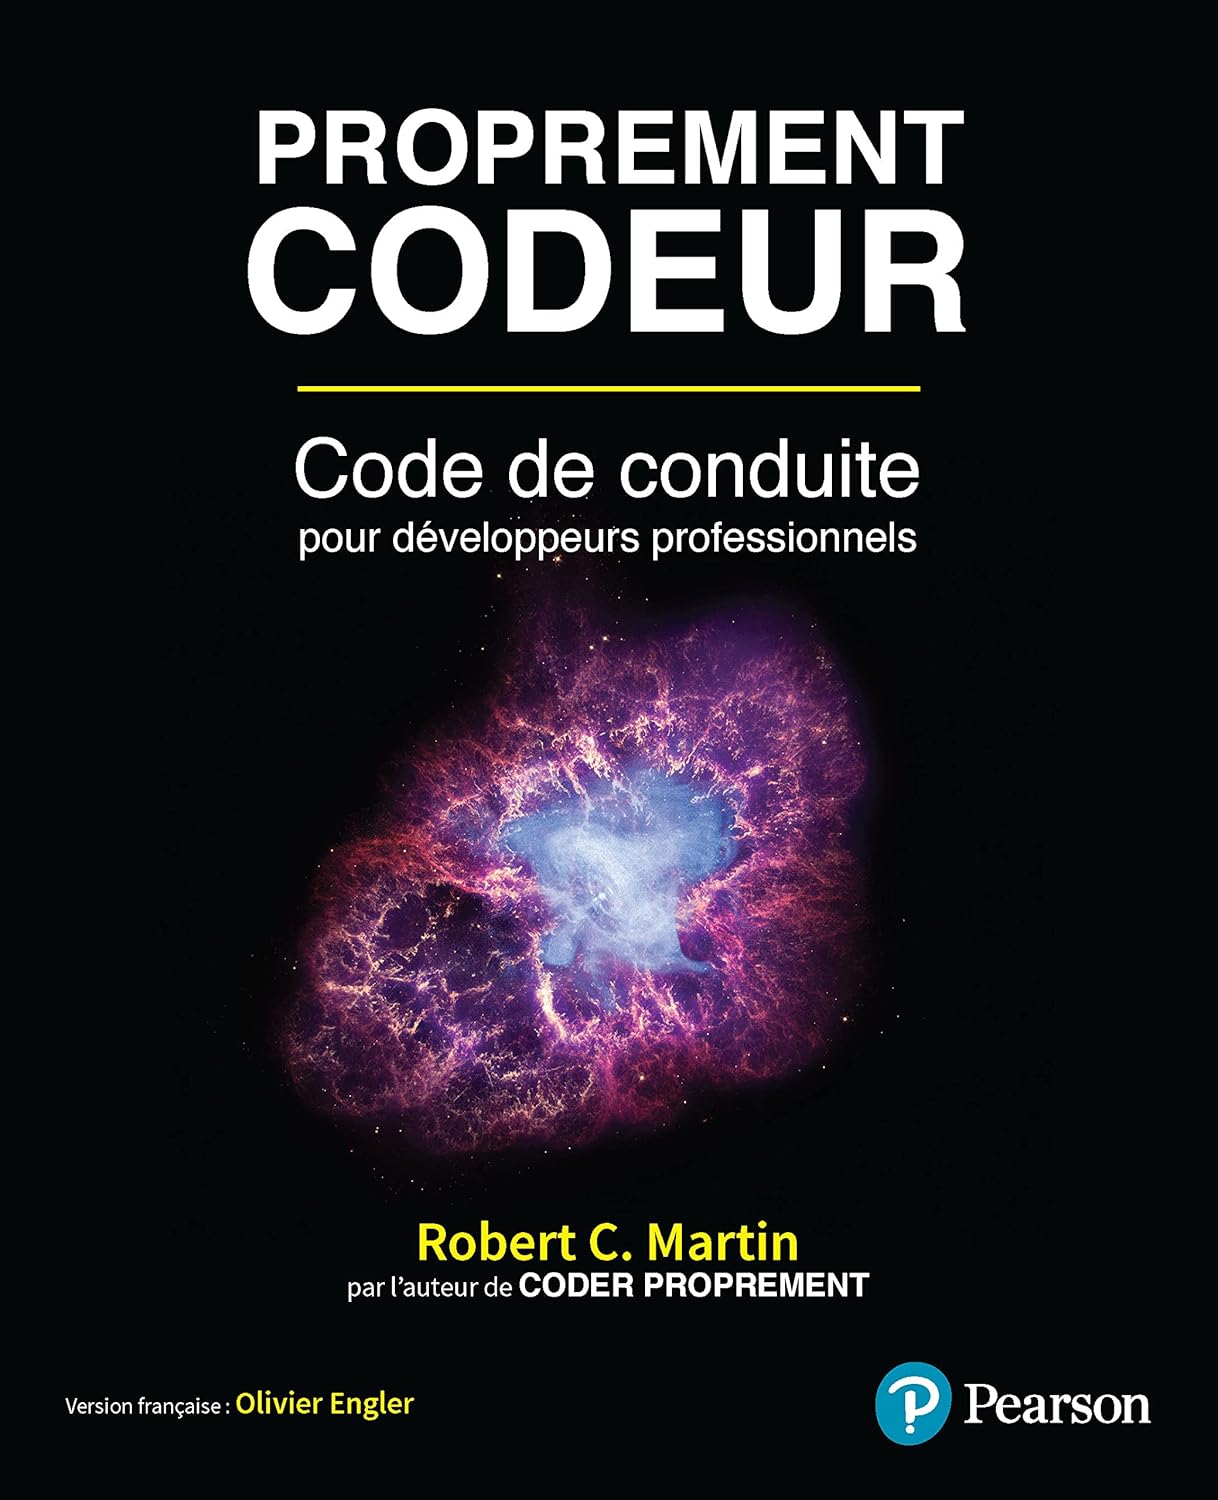 PROPREMENT
CODEUR
Code de conduite
pour développeurs professionnels
Robert C. Martin
par l'auteur de CODER PROPREMENT
Version française : Olivier Engler
Pearson